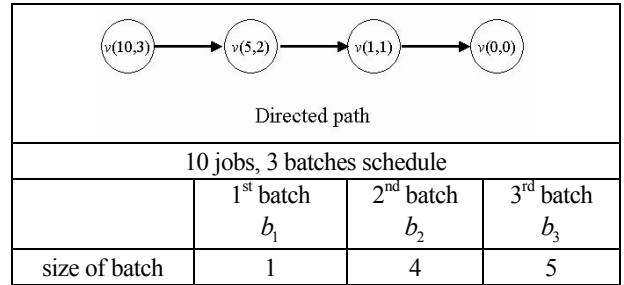 v(10,3) v(5,2) v(1,1) v(0,0)
Directed path
10 jobs, 3 batches schedule
1st batch 2nd batch 3rd batch
b1 b2 b3
size of batch 1 4 5